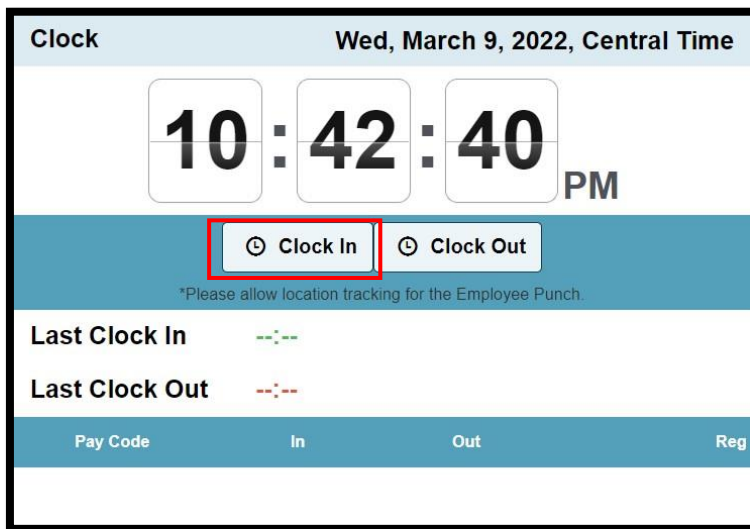 Clock Wed, March 9, 2022, Central Time
10:42:40 PM
Clock In Clock Out
*Please allow location tracking for the Employee Punch.
Last Clock In --:--
Last Clock Out --:--
Pay Code In Out Reg